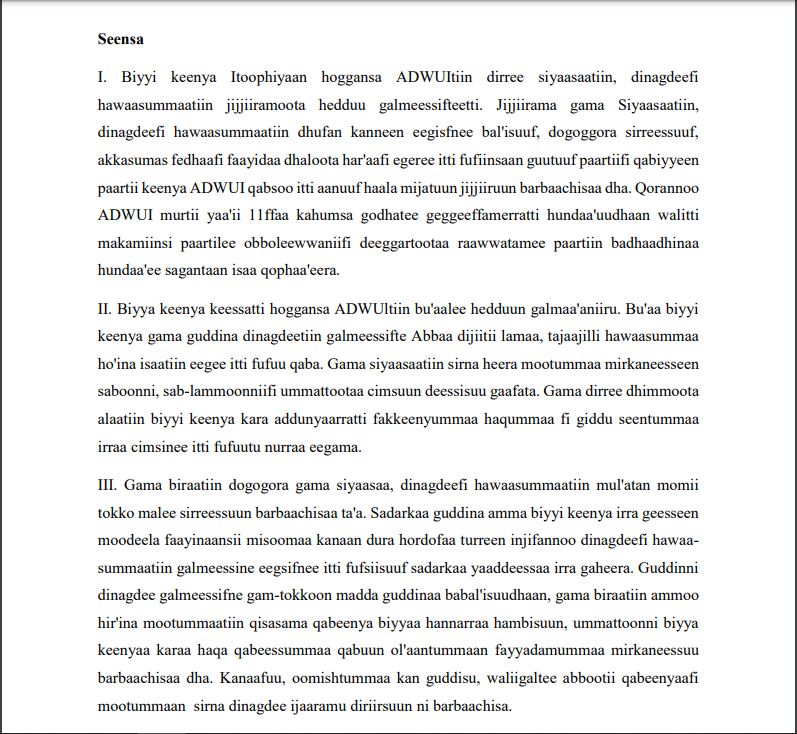 Seensa
I. Biyyi keenya Itoophiyaan hoggansa ADWUItiin dirree siyaasaatiin, dinagdeefi
hawaasummaatiin jijjiiramoota hedduu galmeessifteetti. Jijjiirama gama Siyaasaatiin,
dinagdeefi hawaasummaatiin dhufan kanneen eegisfnee bal'isuuf, dogoggora sirreessuuf,
akkasumas fedhaafi faayidaa dhaloota har'aafi egeree itti fufiinsaan guutuuf paartiifi qabiyyeen
paartii keenya ADWUI qabsoo itti aanuuf haala mijatuun jijjiiruun barbaachisaa dha. Qorannoo
ADWUI murtii yaa'ii 11ffaa kahumsa godhatee geggeeffamerratti hundaa'uudhaan walitti
makamiinsi paartilee obboleewwaniifi deeggartootaa raawwatamee paartiin badhaadhinaa
hundaa'ee sagantaan isaa qophaa'eera.
II. Biyya keenya keessatti hoggansa ADWUltiin bu'aalee hedduun galmaa'aniiru. Bu'aa biyyi
keenya gama guddina dinagdeetiin galmeessifte Abbaa dijiitii lamaa, tajaajilli hawaasummaa
ho'ina isaatiin eegee itti fufuu qaba. Gama siyaasaatiin sirna heera mootummaa mirkaneesseen
saboonni, sab-lammoonniifi ummattootaa cimsuun deessisuu gaafata. Gama dirree dhimmoota
alaatiin biyyi keenya kara addunyaarratti fakkeenyummaa haqummaa fi giddu seentummaa
irraa cimsinee itti fufuutu nurraa eegama.
III. Gama biraatiin dogogora gama siyaasaa, dinagdeefi hawaasummaatiin mul'atan momii
tokko malee sirreessuun barbaachisaa ta'a. Sadarkaa guddina amma biyyi keenya irra geesseen
moodeela faayinaansii misoomaa kanaan dura hordofaa turreen injifannoo dinagdeefi hawaa-
summaatiin galmeessine eegsifnee itti fufsiisuuf sadarkaa yaaddeessaa irra gaheera. Guddinni
dinagdee galmeessifne gam-tokkoon madda guddinaa babal'isuudhaan, gama biraatiin ammoo
hir'ina mootummaatiin qisasama qabeenya biyyaa hannarraa hambisuun, ummattoonni biyya
keenyaa karaa haqa qabeessummaa qabuun ol'aantummaan fayyadamummaa mirkaneessuu
barbaachisaa dha. Kanaafuu, oomishtummaa kan guddisu, waliigaltee abbootii qabeenyaafi
mootummaan sirna dinagdee ijaaramu diriirsuun ni barbaachisa.